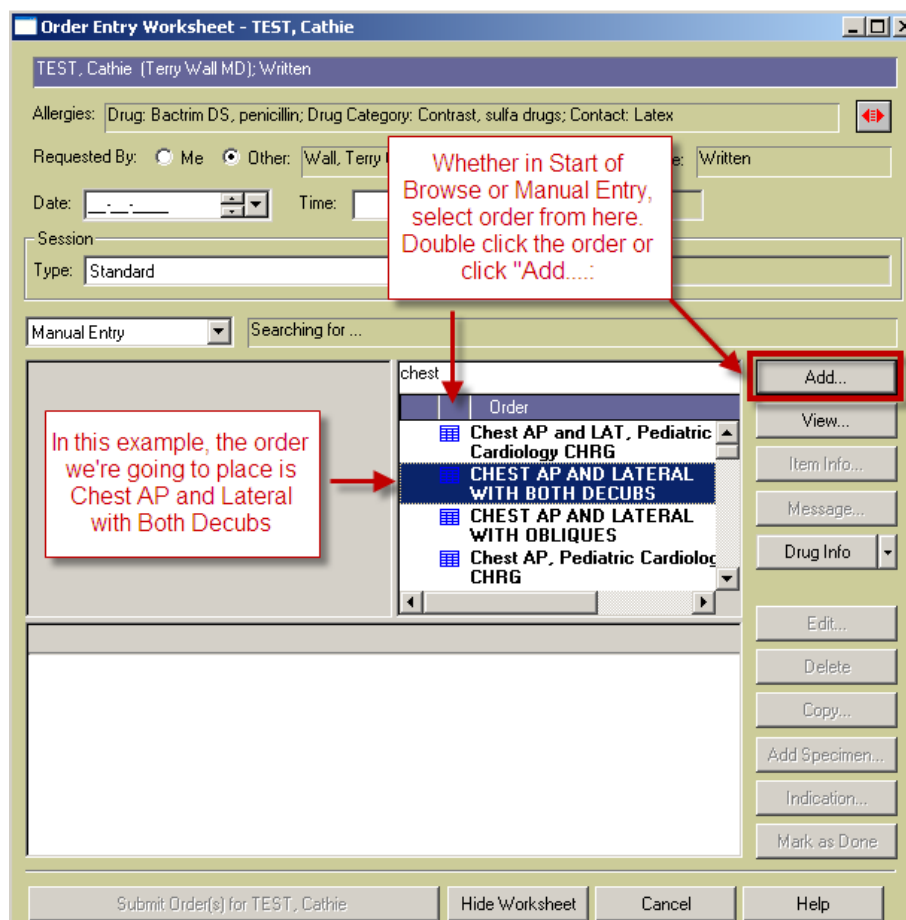 Order Entry Worksheet - TEST, Cathie
TEST, Cathie (Terry Wall MD); Written
Allergies: Drug: Bactrim DS, penicillin; Drug Category: Contrast, sulfa drugs; Contact: Latex
Requested By: Me Other: Wall, Terry e: Written
Date: __-__-____ Time:
Session
Type: Standard
Whether in Start of
Browse or Manual Entry,
select order from here.
Double click the order or
click "Add....:
Manual Entry Searching for ...
chest
Order
Chest AP and LAT, Pediatric
Cardiology CHRG
CHEST AP AND LATERAL
WITH BOTH DECUBS
CHEST AP AND LATERAL
WITH OBLIQUES
Chest AP, Pediatric Cardiolog
CHRG
In this example, the order
we're going to place is
Chest AP and Lateral
with Both Decubs
Add...
View...
Item Info...
Message...
Drug Info
Edit...
Delete
Copy...
Add Specimen...
Indication...
Mark as Done
Submit Order(s) for TEST, Cathie Hide Worksheet Cancel Help